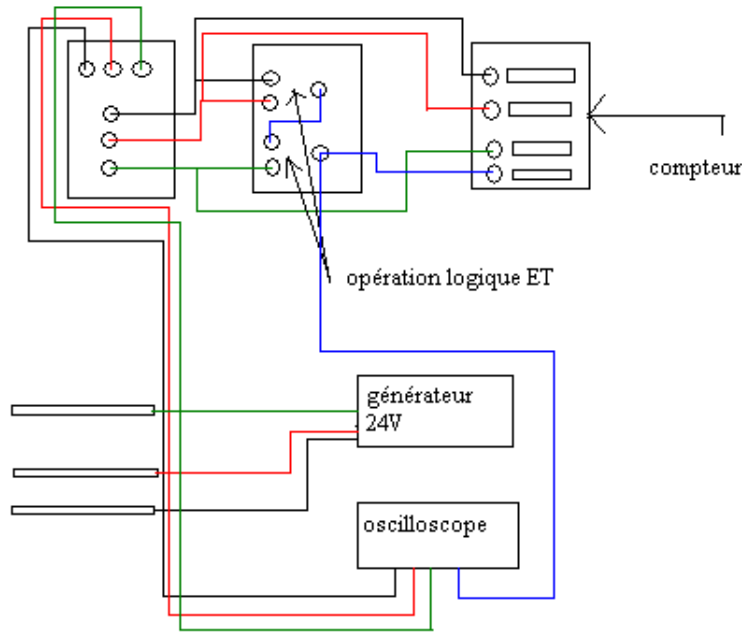 compteur
opération logique ET
générateur
24V
oscilloscope